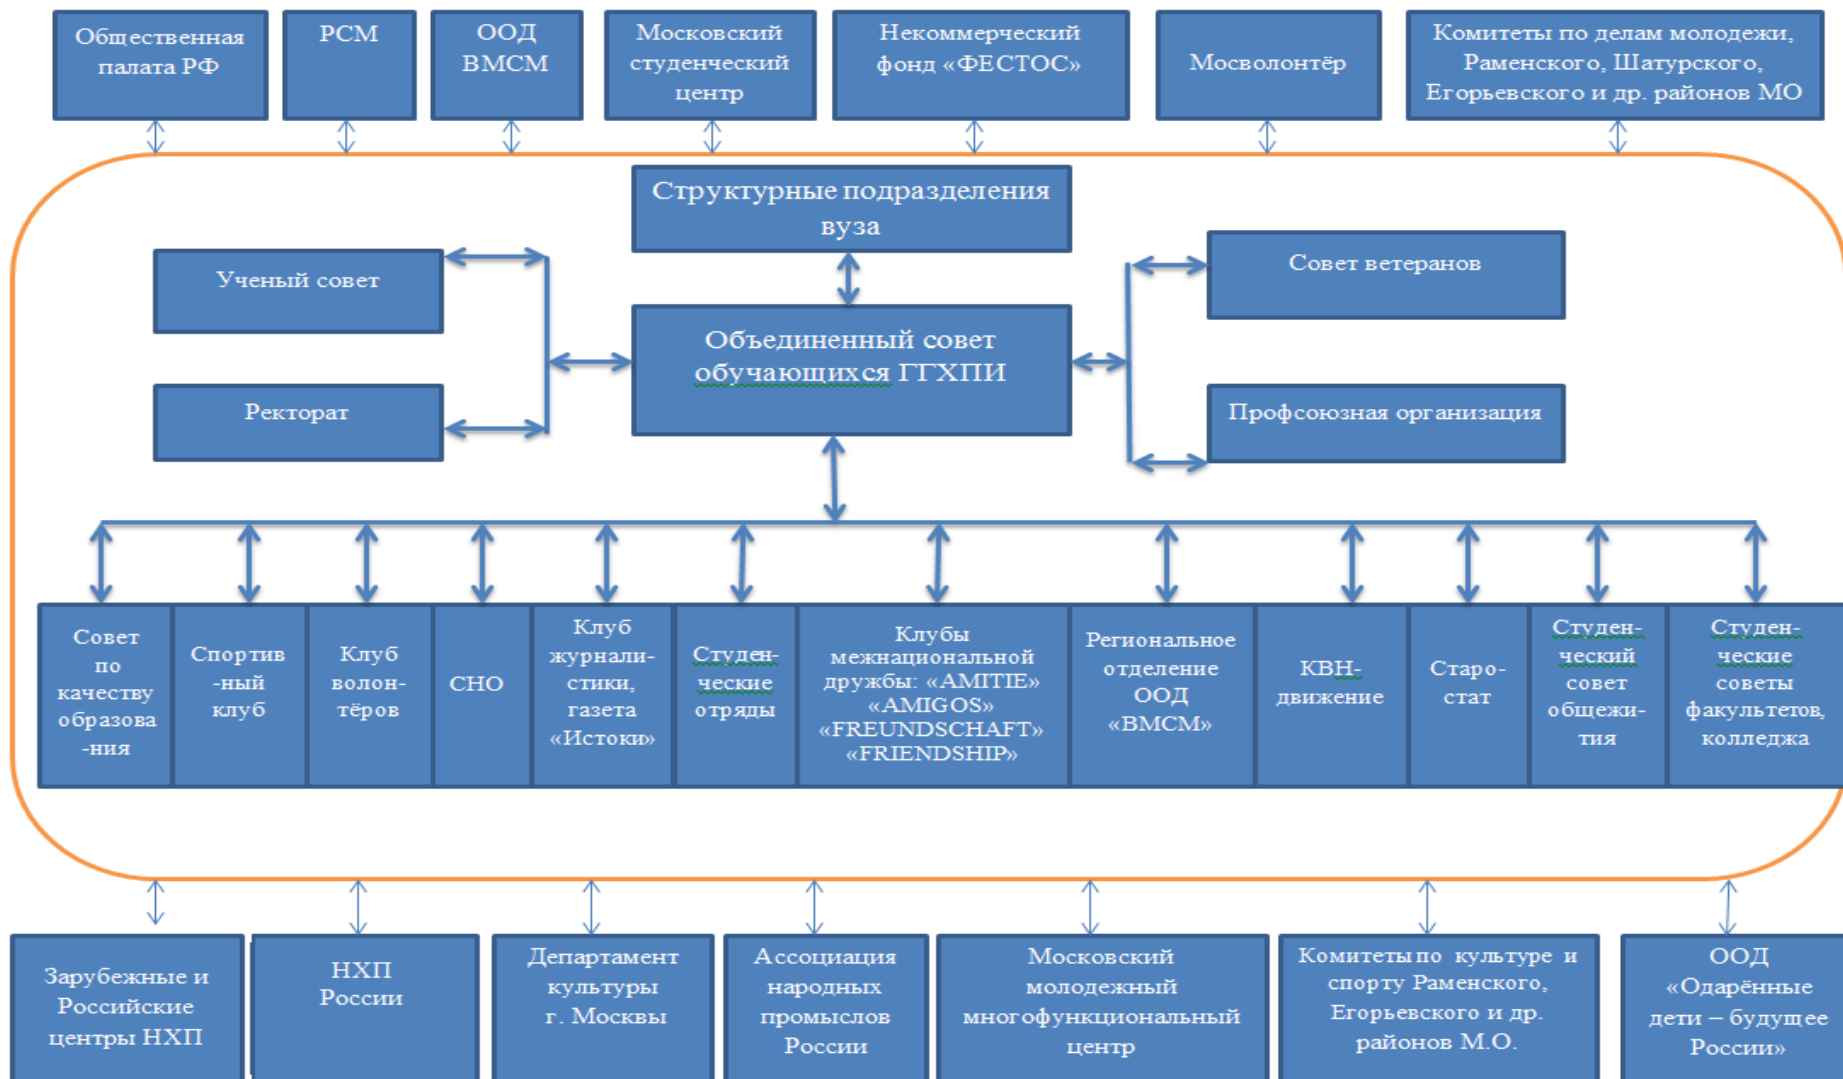 Общественная
палата РФ
РСМ
ООД
ВМСМ
Московский
студенческий
центр
Некоммерческий
фонд «ФЕСТОС»
Мосволонтёр
Комитеты по делам молодежи,
Раменского, Шатурского,
Егорьевского и др. районов МО
Структурные подразделения
вуза
Ученый совет
Совет ветеранов
Объединенный совет
обучающихся ГГХПИ
Ректорат
Профсоюзная организация
Совет
по
качеству
образова
-ния
Спортив
-ный
клуб
Клуб
волон-
тёров
СНО
Клуб
журнали-
стики,
газета
«Истоки»
Студен-
ческие
отряды
Клубы
межнациональной
дружбы: «AMITIE»
«AMIGOS»
«FREUNDSCHAFT»
«FRIENDSHIP»
Региональное
отделение
ООД
«ВМСМ»
КВН-
движение
Старо-
стат
Студен-
ческий
совет
общежи-
тия
Студен-
ческие
советы
факультетов,
колледжа
Зарубежные и
Российские
центры НХП
НХП
России
Департамент
культуры
г. Москвы
Ассоциация
народных
промыслов
России
Московский
молодежный
многофункциональный
центр
Комитеты по культуре и
спорту Раменского,
Егорьевского и др.
районов М.О.
ООД
«Одарённые
дети – будущее
России»